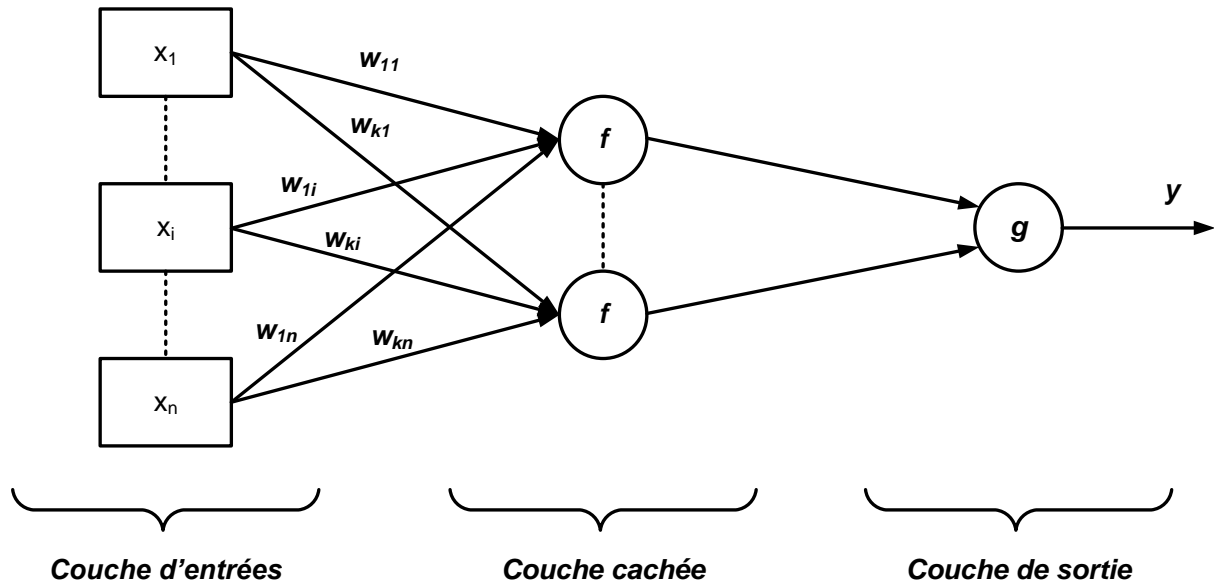 x₁
w₁₁
wₖ₁
f
xᵢ
w₁ᵢ
wₖᵢ
g
y
f
w₁ₙ
wₖₙ
xₙ
Couche d’entrées
Couche cachée
Couche de sortie